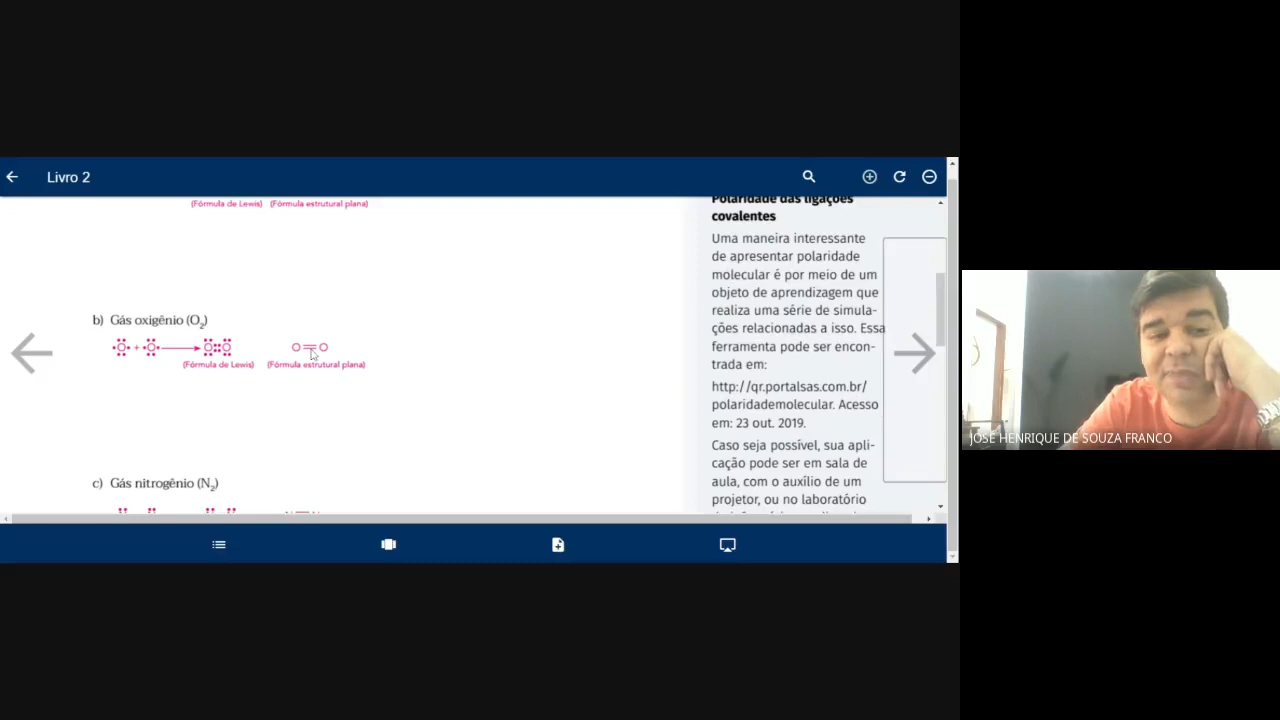 Livro 2
(Fórmula de Lewis) (Fórmula estrutural plana)
b) Gás oxigênio (O2)
O + O O O O O
(Fórmula de Lewis) (Fórmula estrutural plana)
c) Gás nitrogênio (N2)
Polaridade das ligações
covalentes
Uma maneira interessante
de apresentar polaridade
molecular é por meio de um
objeto de aprendizagem que
realiza uma série de simula-
ções relacionadas a isso. Essa
ferramenta pode ser encon-
trada em:
http://qr.portalsas.com.br/
polaridademolecular. Acesso
em: 23 out. 2019.
Caso seja possível, sua apli-
cação pode ser em sala de
aula, com o auxílio de um
projetor, ou no laboratório
JOSÉ HENRIQUE DE SOUZA FRANCO